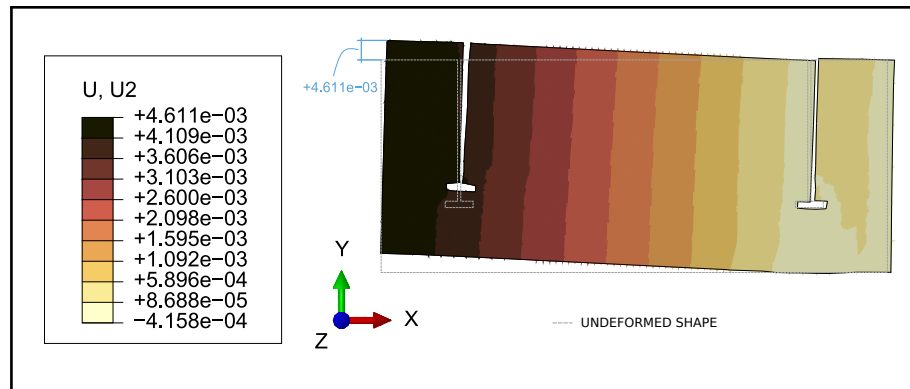 U, U2
+4.611e−03
+4.109e−03
+3.606e−03
+3.103e−03
+2.600e−03
+2.098e−03
+1.595e−03
+1.092e−03
+5.896e−04
+8.688e−05
−4.158e−04
+4.611e−03
Y
X
Z
UNDEFORMED SHAPE